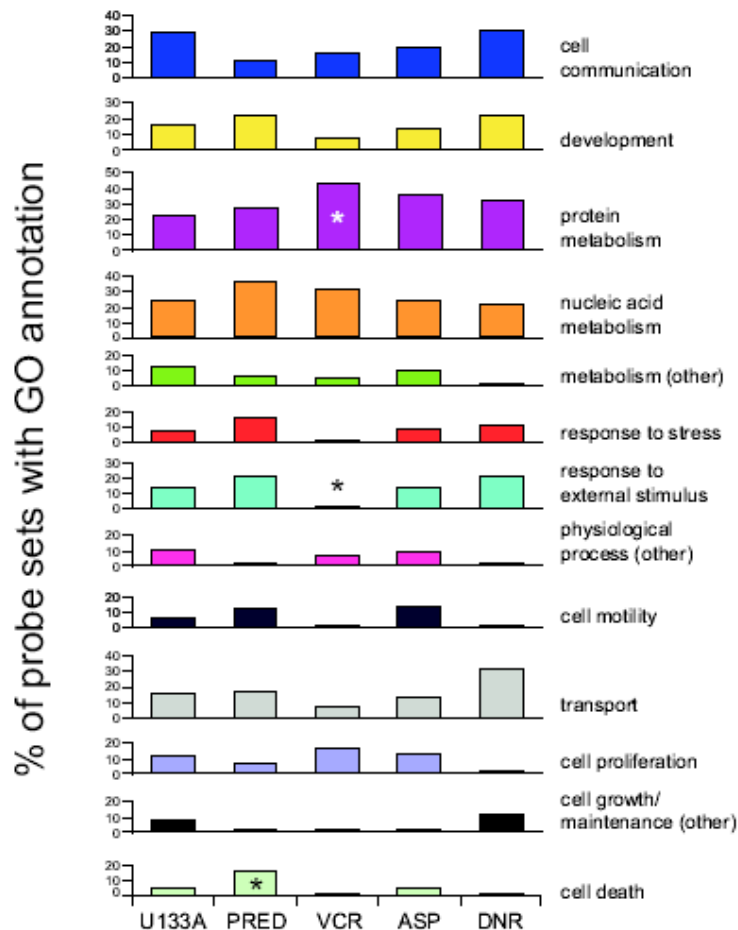 % of probe sets with GO annotation
40
30
20
10
0
cell
communication
30
20
10
0
development
50
40
30
20
10
0
*
protein
metabolism
40
30
20
10
0
nucleic acid
metabolism
20
10
0
metabolism (other)
20
10
0
response to stress
30
20
10
0
*
response to
external stimulus
20
10
0
physiological
process (other)
20
10
0
cell motility
40
30
20
10
0
transport
20
10
0
cell proliferation
20
10
0
cell growth/
maintenance (other)
20
10
0
*
cell death
U133A PRED VCR ASP DNR